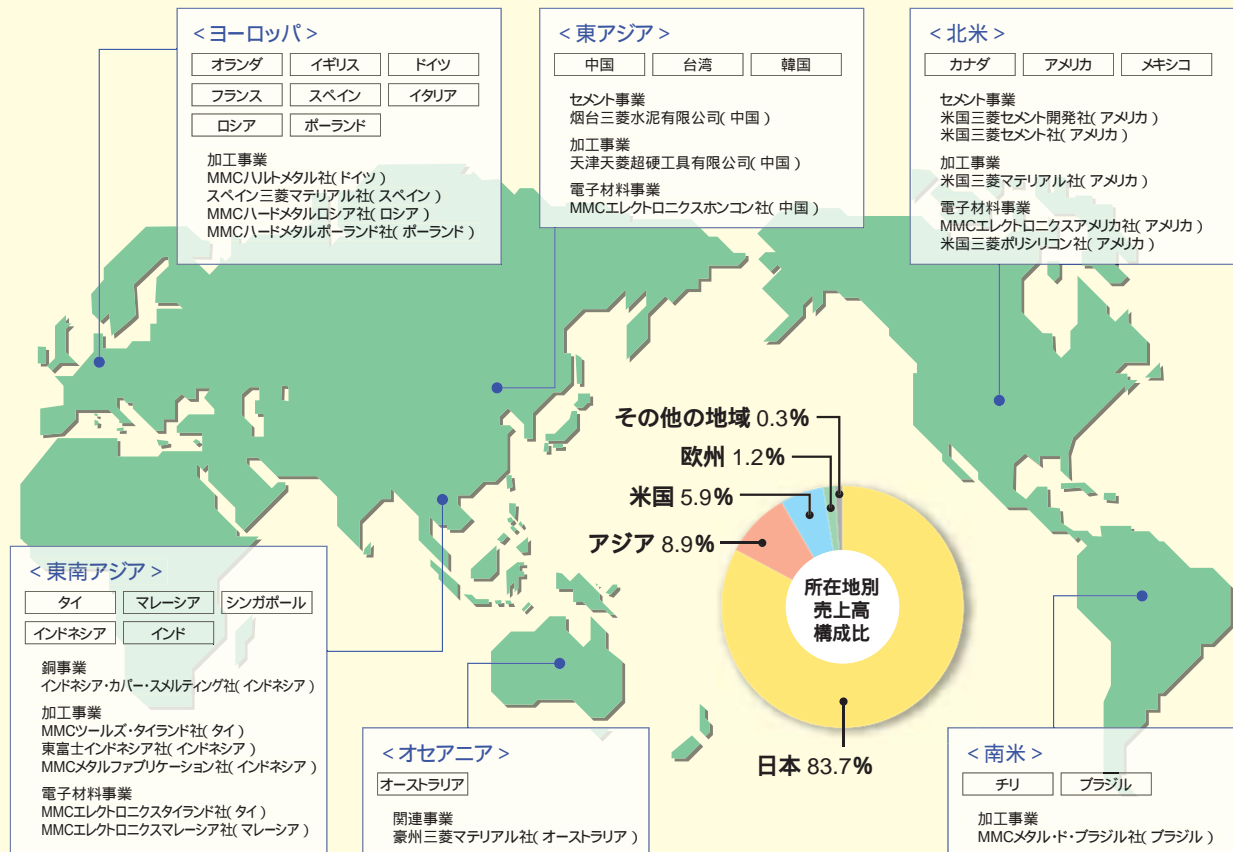 <ヨーロッパ>
オランダ イギリス ドイツ
フランス スペイン イタリア
ロシア ポーランド
加工事業
MMCハルトメタル社(ドイツ)
スペイン三菱マテリアル社(スペイン)
MMCハードメタルロシア社(ロシア)
MMCハードメタルポーランド社(ポーランド)
<東アジア>
中国 台湾 韓国
セメント事業
烟台三菱水泥有限公司(中国)
加工事業
天津天菱超硬工具有限公司(中国)
電子材料事業
MMCエレクトロニクスホンコン社(中国)
<北米>
カナダ アメリカ メキシコ
セメント事業
米国三菱セメント開発社(アメリカ)
米国三菱セメント社(アメリカ)
加工事業
米国三菱マテリアル社(アメリカ)
電子材料事業
MMCエレクトロニクスアメリカ社(アメリカ)
米国三菱ポリシリコン社(アメリカ)
その他の地域 0.3%
欧州 1.2%
米国 5.9%
アジア 8.9%
所在地別
売上高
構成比
日本 83.7%
<東南アジア>
タイ マレーシア シンガポール
インドネシア インド
銅事業
インドネシア・カパー・スメルティング社(インドネシア)
加工事業
MMCツールズ・タイランド社(タイ)
東富士インドネシア社(インドネシア)
MMCメタルファブリケーション社(インドネシア)
電子材料事業
MMCエレクトロニクスタイランド社(タイ)
MMCエレクトロニクスマレーシア社(マレーシア)
<オセアニア>
オーストラリア
関連事業
豪州三菱マテリアル社(オーストラリア)
<南米>
チリ ブラジル
加工事業
MMCメタル・ド・ブラジル社(ブラジル)